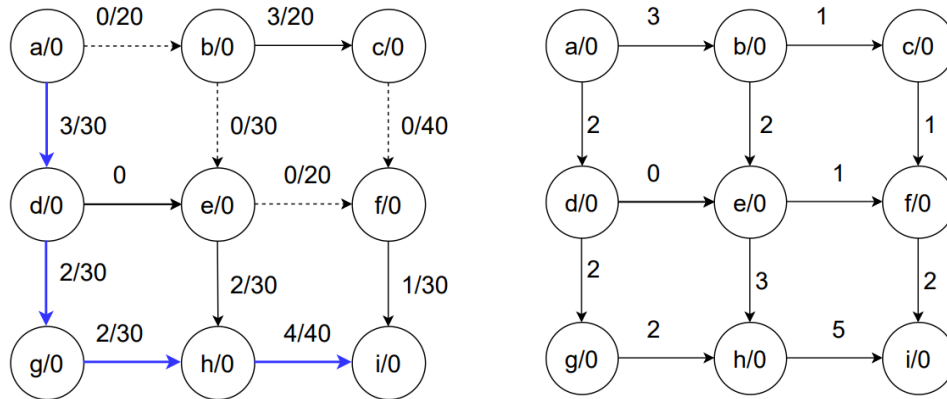 0/20 3/20
a/0 b/0 c/0
3/30 0/30 0/40
0 0/20
d/0 e/0 f/0
2/30 2/30 1/30
2/30 4/40
g/0 h/0 i/0
3 1
a/0 b/0 c/0
2 2 1
0 1
d/0 e/0 f/0
2 3 2
2 5
g/0 h/0 i/0